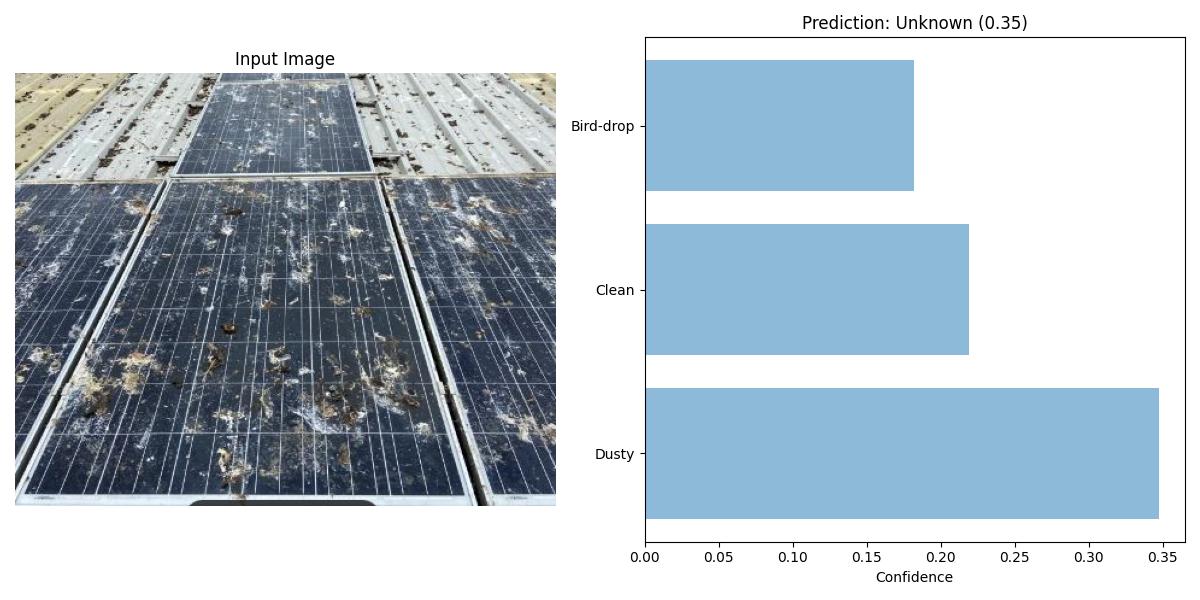 Input Image
Prediction: Unknown (0.35)
Bird-drop
Clean
Dusty
0.00 0.05 0.10 0.15 0.20 0.25 0.30 0.35
Confidence